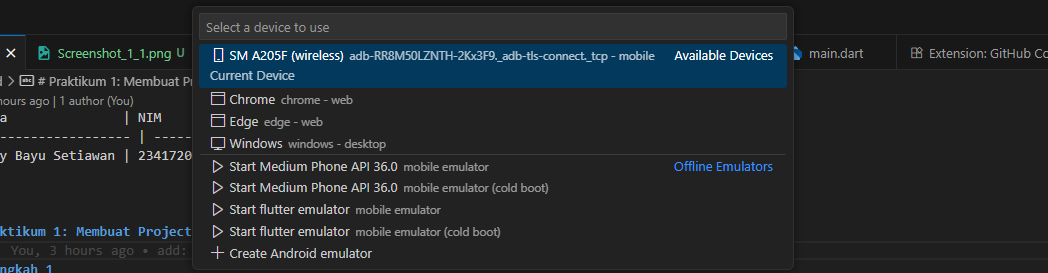 Select a device to use
Screenshot_1_1.png U
main.dart
Extension: GitHub Co
SM A205F (wireless) adb-RR8M50LZNTH-2Kx3F9._adb-tls-connect._tcp - mobile Available Devices
Current Device
# Praktikum 1: Membuat Pr
hours ago | 1 author (You)
Chrome chrome - web
a | NIM
Edge edge - web
----------------- | -----
Windows windows - desktop
y Bayu Setiawan | 2341720
Start Medium Phone API 36.0 mobile emulator Offline Emulators
Start Medium Phone API 36.0 mobile emulator (cold boot)
Start flutter emulator mobile emulator
Start flutter emulator mobile emulator (cold boot)
aktikum 1: Membuat Project
You, 3 hours ago • add:
Create Android emulator
ngkah 1